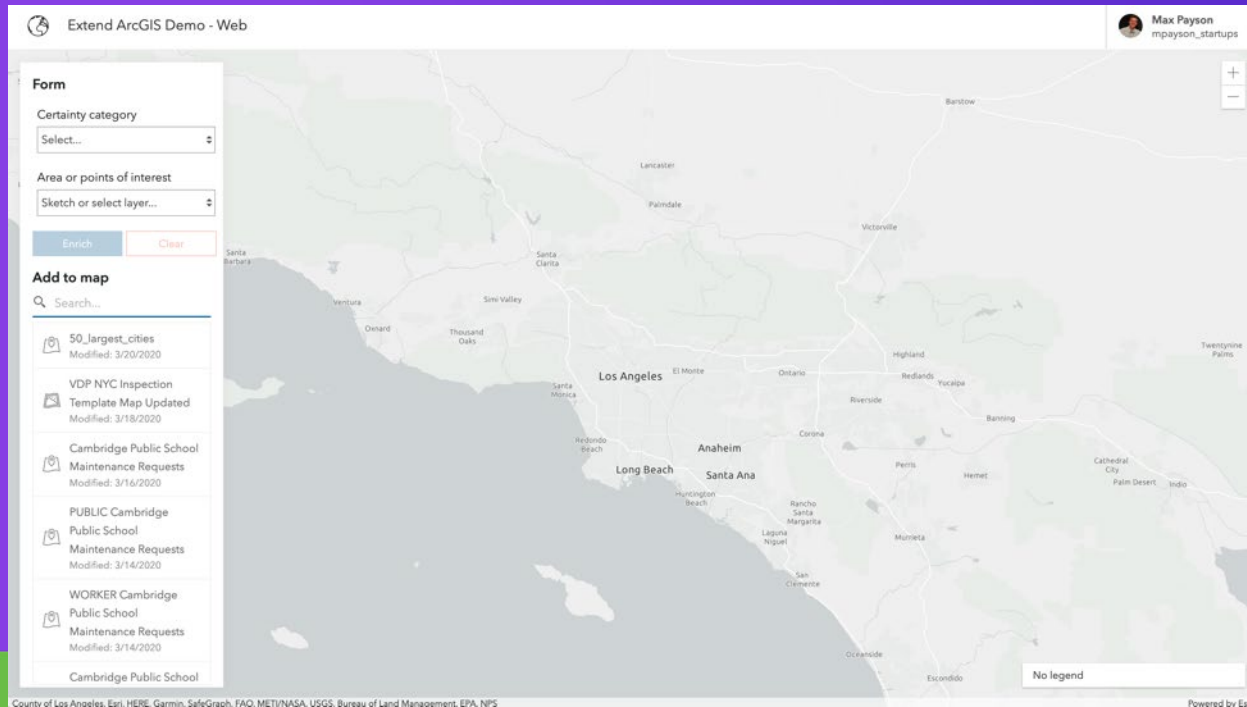 Extend ArcGIS Demo - Web
Max Payson
mpayson_startups
Form
Certainty category
Select...
Area or points of interest
Sketch or select layer...
Enrich
Clear
Add to map
Search...
50_largest_cities
Modified: 3/20/2020
VDP NYC Inspection
Template Map Updated
Modified: 3/18/2020
Cambridge Public School
Maintenance Requests
Modified: 3/16/2020
PUBLIC Cambridge
Public School
Maintenance Requests
Modified: 3/14/2020
WORKER Cambridge
Public School
Maintenance Requests
Modified: 3/14/2020
Cambridge Public School
Barstow
Lancaster
Palmdale
Victorville
Santa
Barbara
Santa
Clarita
Ventura
Simi Valley
Oxnard
Thousand
Oaks
Twentynine
Palms
Highland
Los Angeles
El Monte
Ontario
Redlands
Yucaipa
Santa
Monica
Riverside
Banning
Corona
Redondo
Beach
Anaheim
Long Beach
Santa Ana
Perris
Hemet
Cathedral
City
Palm Desert
Indio
Huntington
Beach
Rancho
Santa
Margarita
Laguna
Niguel
Murrieta
San
Clemente
Oceanside
Escondido
No legend
County of Los Angeles, Esri, HERE, Garmin, SafeGraph, FAO, METI/NASA, USGS, Bureau of Land Management, EPA, NPS
Powered by Es